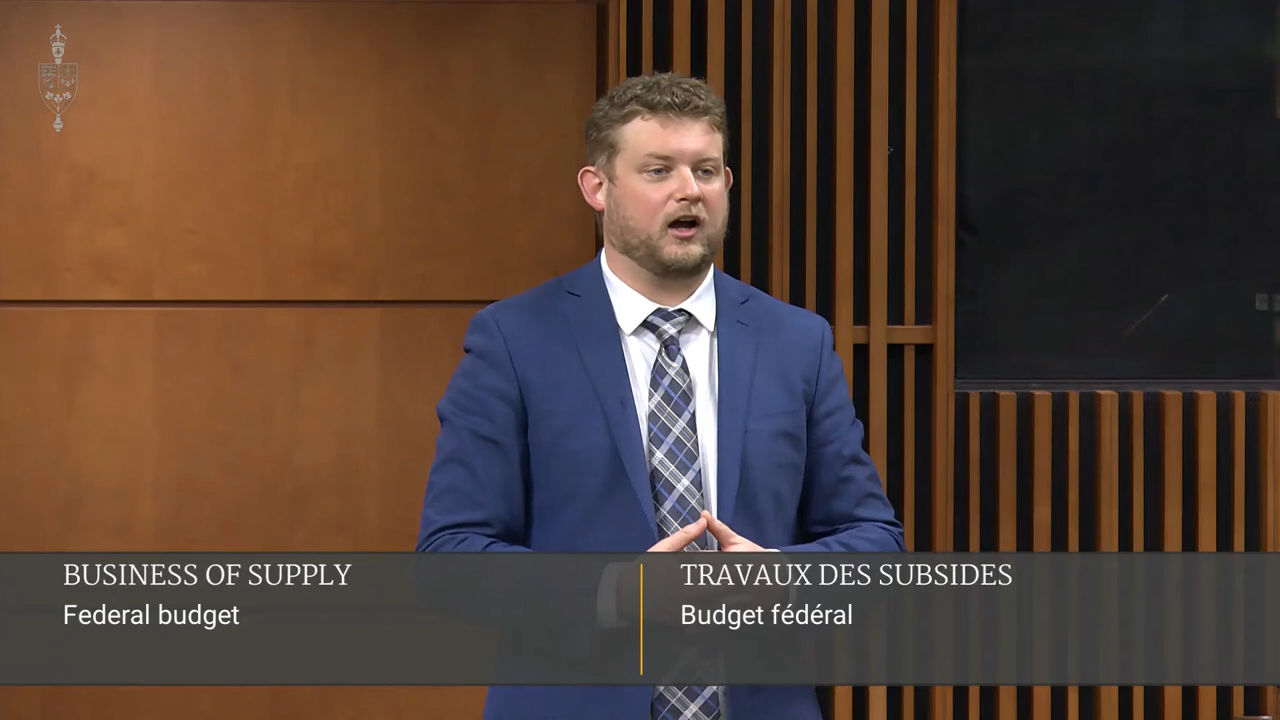 BUSINESS OF SUPPLY
Federal budget
TRAVAUX DES SUBSIDES
Budget fédéral